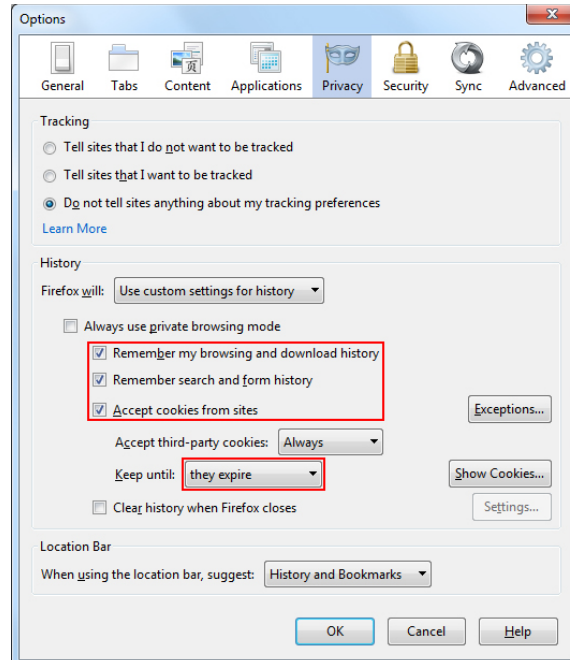 Options
General Tabs Content Applications Privacy Security Sync Advanced
Tracking
Tell sites that I do not want to be tracked
Tell sites that I want to be tracked
Do not tell sites anything about my tracking preferences
Learn More
History
Firefox will: Use custom settings for history
Always use private browsing mode
Remember my browsing and download history
Remember search and form history
Accept cookies from sites Exceptions...
Accept third-party cookies: Always
Keep until: they expire Show Cookies...
Clear history when Firefox closes Settings...
Location Bar
When using the location bar, suggest: History and Bookmarks
OK Cancel Help